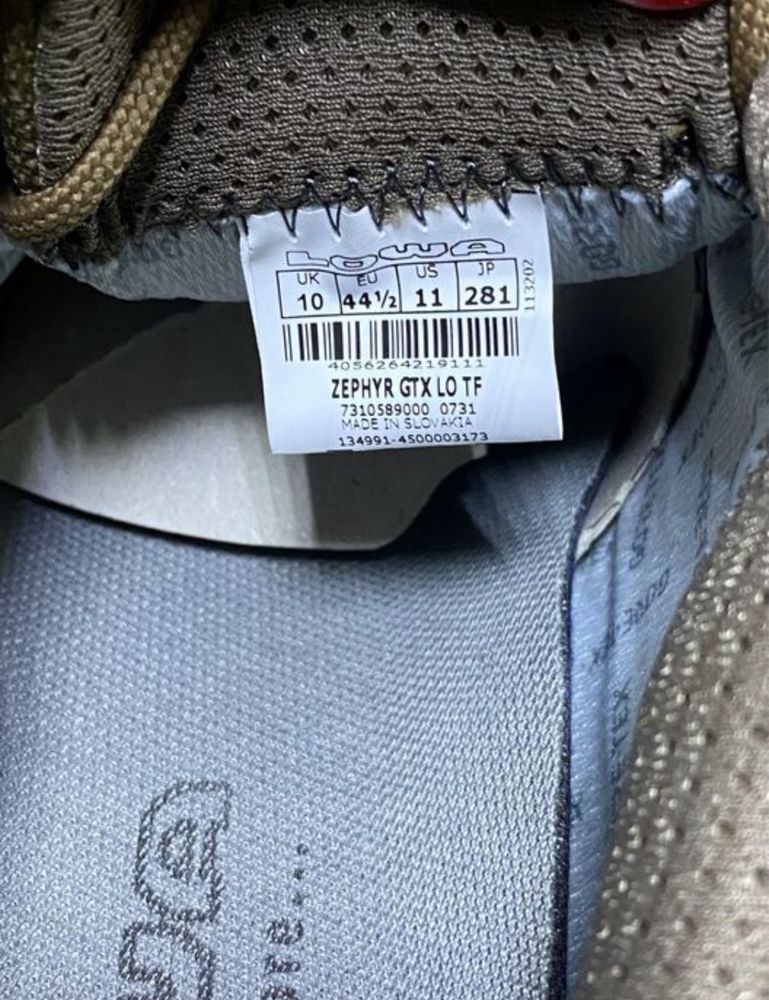 LOWA
UK EU US JP
10 44½ 11 281
113202
4056264219111
ZEPHYR GTX LO TF
7310589000 0731
MADE IN SLOVAKIA
134991-4500003173